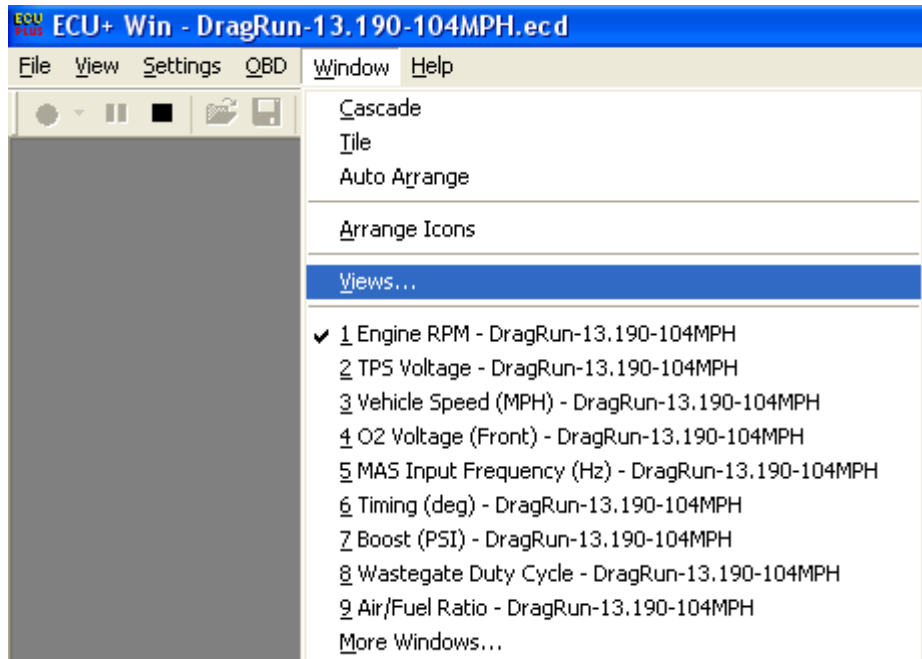 ECU PLUS ECU+ Win - DragRun-13.190-104MPH.ecd
File View Settings OBD Window Help
Cascade
Tile
Auto Arrange
Arrange Icons
Views...
1 Engine RPM - DragRun-13.190-104MPH
2 TPS Voltage - DragRun-13.190-104MPH
3 Vehicle Speed (MPH) - DragRun-13.190-104MPH
4 O2 Voltage (Front) - DragRun-13.190-104MPH
5 MAS Input Frequency (Hz) - DragRun-13.190-104MPH
6 Timing (deg) - DragRun-13.190-104MPH
7 Boost (PSI) - DragRun-13.190-104MPH
8 Wastegate Duty Cycle - DragRun-13.190-104MPH
9 Air/Fuel Ratio - DragRun-13.190-104MPH
More Windows...